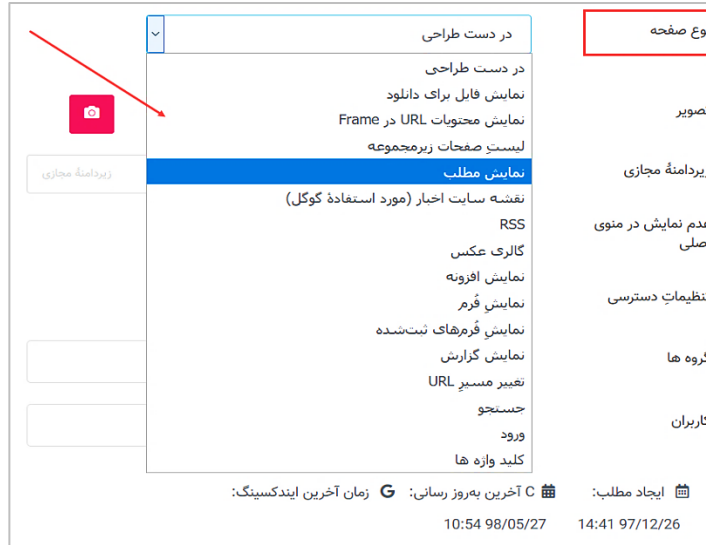 نوع صفحه
در دست طراحی
در دست طراحی
نمایش فایل برای دانلود
نمایش محتویات URL در Frame
لیستِ صفحات زیرمجموعه
نمایش مطلب
نقشه سایت اخبار (مورد استفادهٔ گوگل)
RSS
گالری عکس
نمایش افزونه
نمایشِ فُرم
نمایشِ فُرم‌های ثبت‌شده
نمایش گزارش
تغییر مسیرِ URL
جستجو
ورود
کلید واژه ها
تصویر
زیردامنهٔ مجازی
زیردامنهٔ مجازی
عدم نمایش در منوی
اصلی
تنظیماتِ دسترسی
گروه ها
کاربران
ایجاد مطلب:
C آخرین به‌روز رسانی:
G زمان آخرین ایندکسینگ:
14:41 97/12/26
10:54 98/05/27